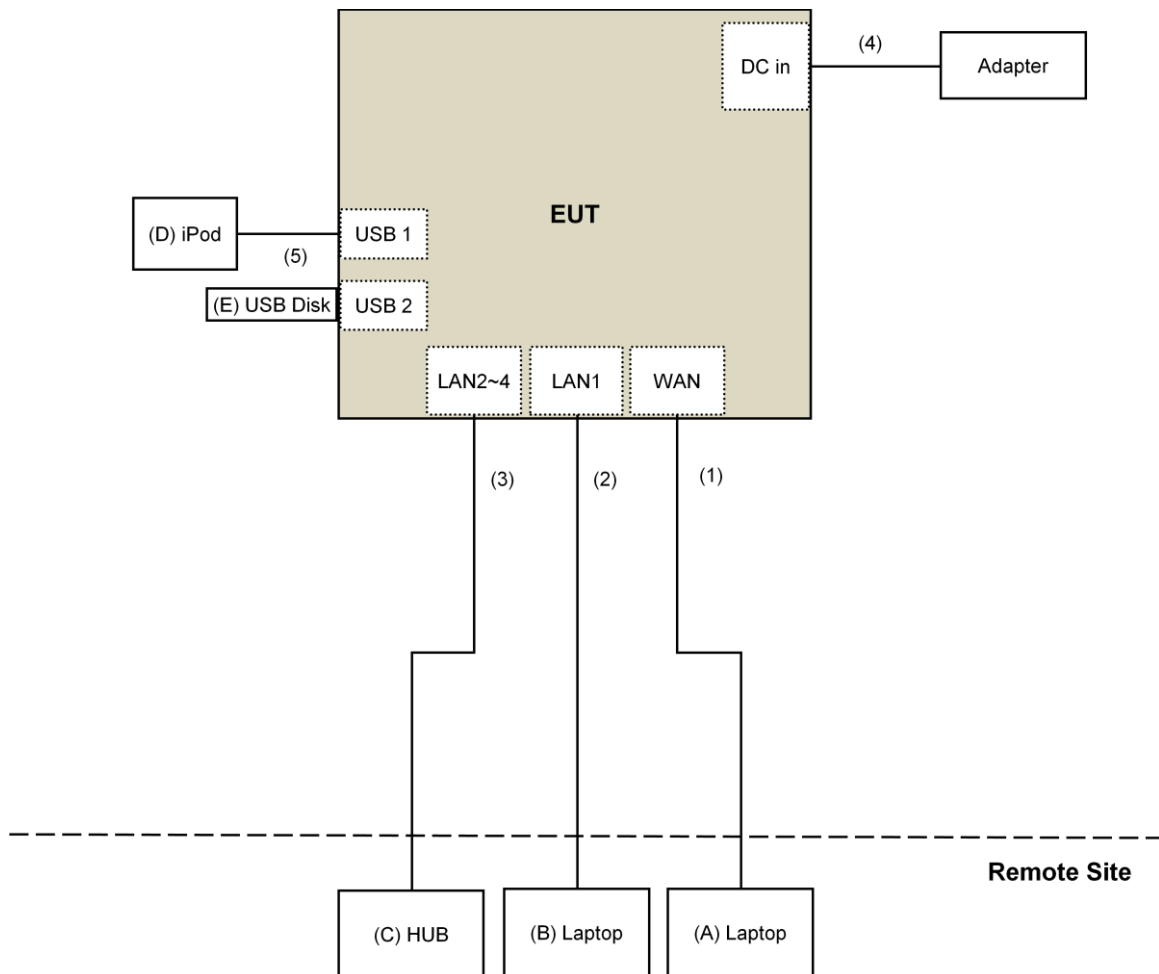 DC in
(4)
Adapter
EUT
(D) iPod
(5)
USB 1
(E) USB Disk
USB 2
LAN2~4
LAN1
WAN
(3)
(2)
(1)
Remote Site
(C) HUB
(B) Laptop
(A) Laptop